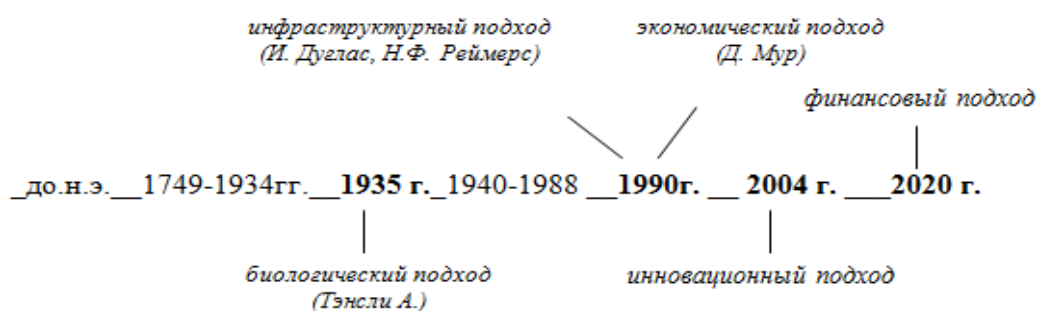 инфраструктурный подход
(И. Дуглас, Н.Ф. Реймерс)
экономический подход
(Д. Мур)
финансовый подход
_до.н.э.__1749-1934гг.__1935 г._1940-1988 __1990г. __ 2004 г. ___2020 г.
биологический подход
(Тэнсли А.)
инновационный подход